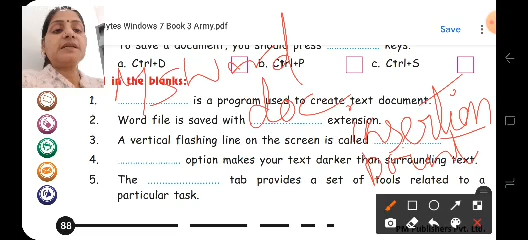 ytes Windows 7 Book 3 Army.pdf
Save
To save a document, you should press .................... keys.
a. Ctrl+D b. Ctrl+P c. Ctrl+S
in the blanks:
MS word
1. .................... is a program used to create text document.
doc.
2. Word file is saved with .................... extension.
insertion
3. A vertical flashing line on the screen is called ....................
point
4. .................... option makes your text darker than surrounding text.
5. The .................... tab provides a set of tools related to a
particular task.
88
PM Publishers Pvt. Ltd.